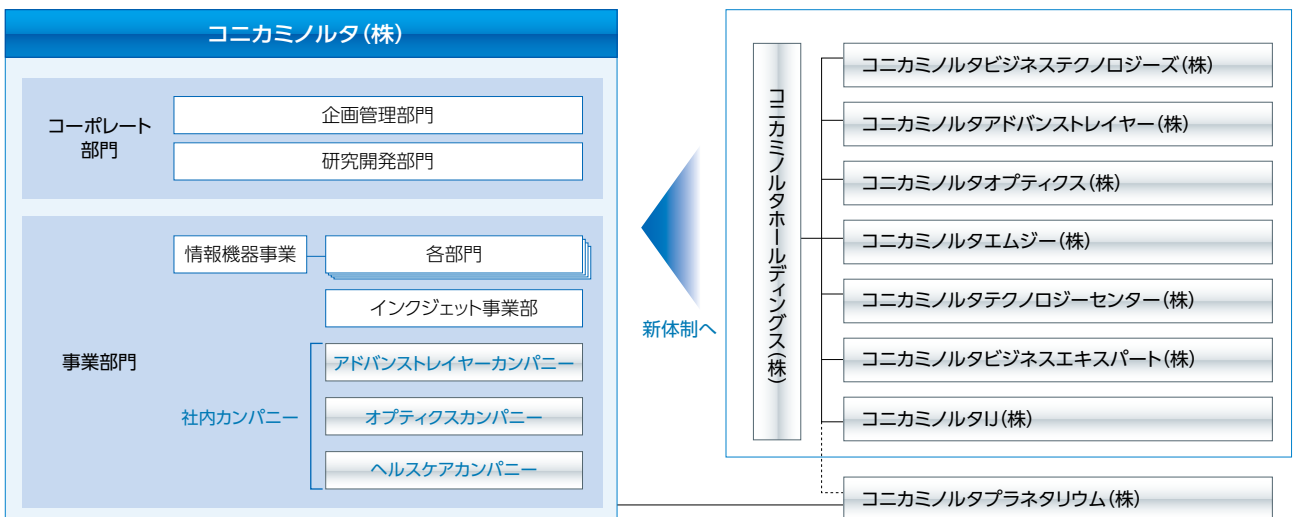 コニカミノルタ(株)
コーポレート
部門
企画管理部門
研究開発部門
事業部門
情報機器事業
各部門
インクジェット事業部
社内カンパニー
アドバンストレイヤーカンパニー
オプティクスカンパニー
ヘルスケアカンパニー
新体制へ
コニカミノルタホールディングス(株)
コニカミノルタビジネステクノロジーズ(株)
コニカミノルタアドバンストレイヤー(株)
コニカミノルタオプティクス(株)
コニカミノルタエムジー(株)
コニカミノルタテクノロジーセンター(株)
コニカミノルタビジネスエキスパート(株)
コニカミノルタIJ(株)
コニカミノルタプラネタリウム(株)